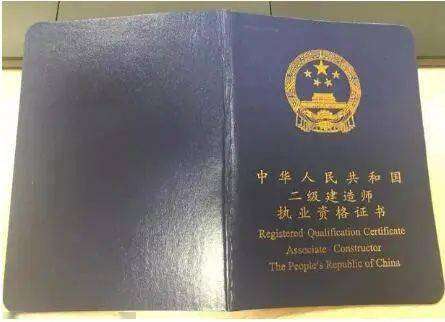 中华人民共和国
二级建造师
执业资格证书
Registered Qualification Certificate
Associate Constructor
The People's Republic of China